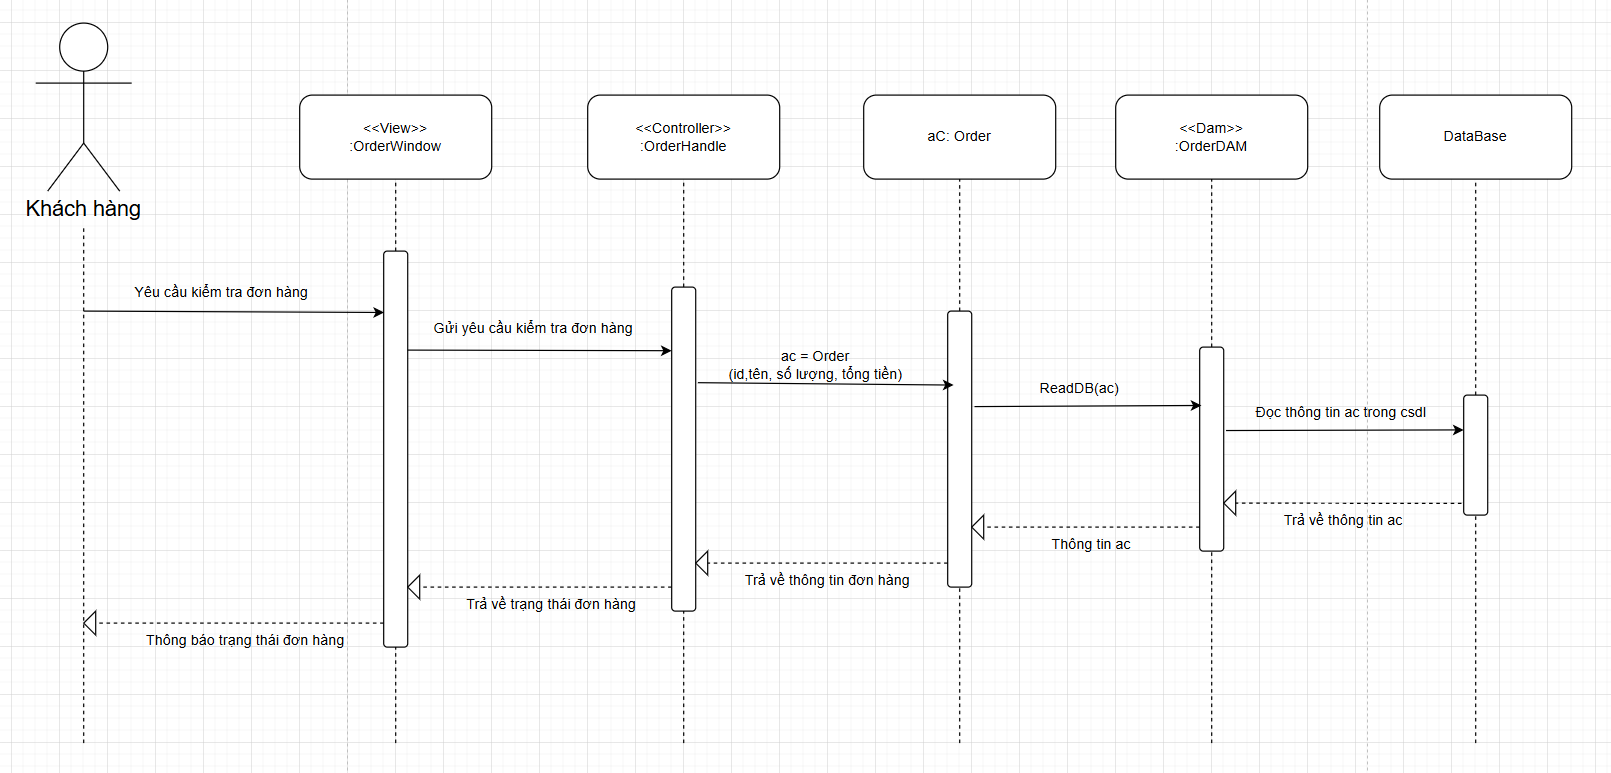 <<View>>
:OrderWindow
<<Controller>>
:OrderHandle
aC: Order
<<Dam>>
:OrderDAM
DataBase
Khách hàng
Yêu cầu kiểm tra đơn hàng
Gửi yêu cầu kiểm tra đơn hàng
ac = Order
(id,tên, số lượng, tổng tiền)
ReadDB(ac)
Đọc thông tin ac trong csdl
Trả về thông tin ac
Thông tin ac
Trả về thông tin đơn hàng
Trả về trạng thái đơn hàng
Thông báo trạng thái đơn hàng